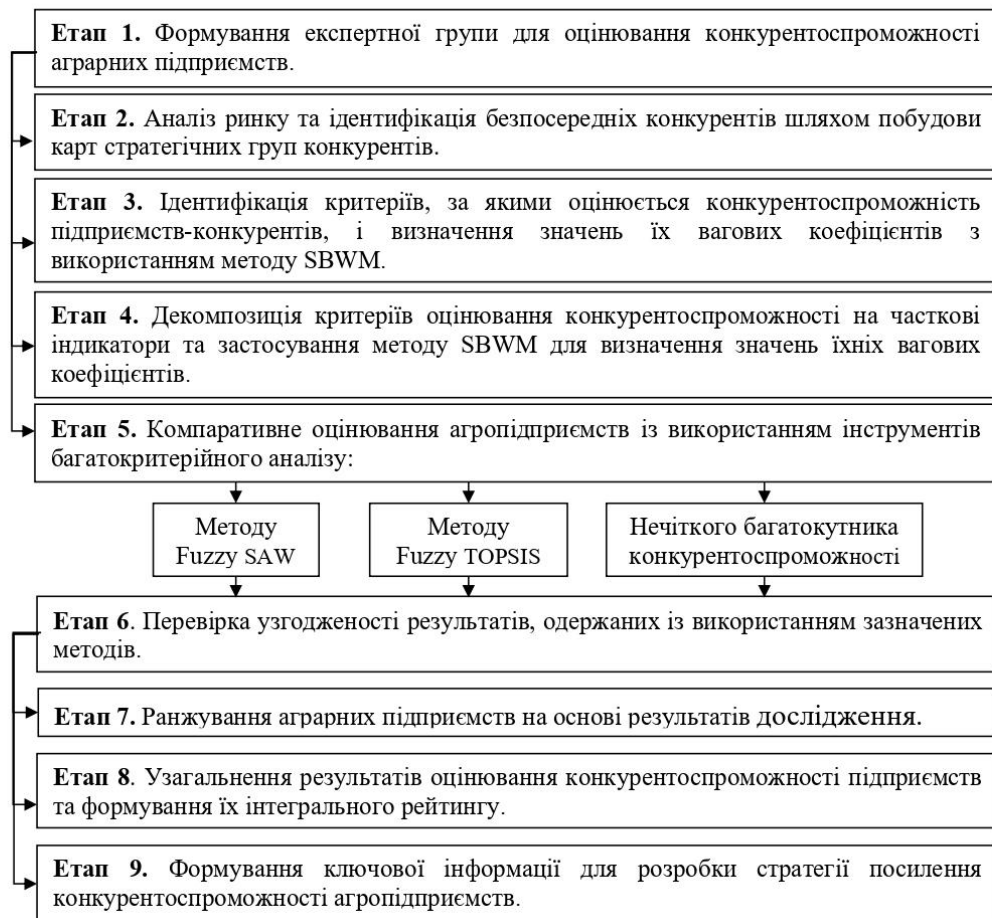 Етап 1. Формування експертної групи для оцінювання конкурентоспроможності
аграрних підприємств.
Етап 2. Аналіз ринку та ідентифікація безпосередніх конкурентів шляхом побудови
карт стратегічних груп конкурентів.
Етап 3. Ідентифікація критеріїв, за якими оцінюється конкурентоспроможність
підприємств-конкурентів, і визначення значень їх вагових коефіцієнтів з
використанням методу SBWM.
Етап 4. Декомпозиція критеріїв оцінювання конкурентоспроможності на часткові
індикатори та застосування методу SBWM для визначення значень їхніх вагових
коефіцієнтів.
Етап 5. Компаративне оцінювання агропідприємств із використанням інструментів
багатокритерійного аналізу:
Методу
Fuzzy SAW
Методу
Fuzzy TOPSIS
Нечіткого багатокутника
конкурентоспроможності
Етап 6. Перевірка узгодженості результатів, одержаних із використанням зазначених
методів.
Етап 7. Ранжування аграрних підприємств на основі результатів дослідження.
Етап 8. Узагальнення результатів оцінювання конкурентоспроможності підприємств
та формування їх інтегрального рейтингу.
Етап 9. Формування ключової інформації для розробки стратегії посилення
конкурентоспроможності агропідприємств.